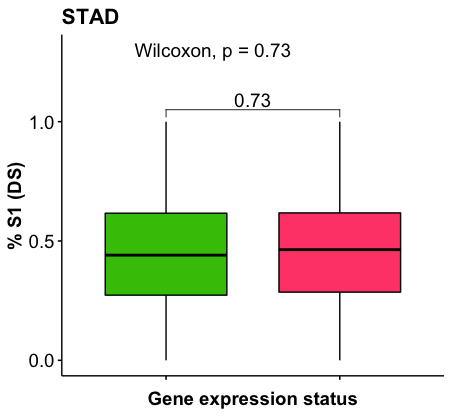 STAD
Wilcoxon, p = 0.73
0.73
1.0
0.5
0.0
% S1 (DS)
Gene expression status